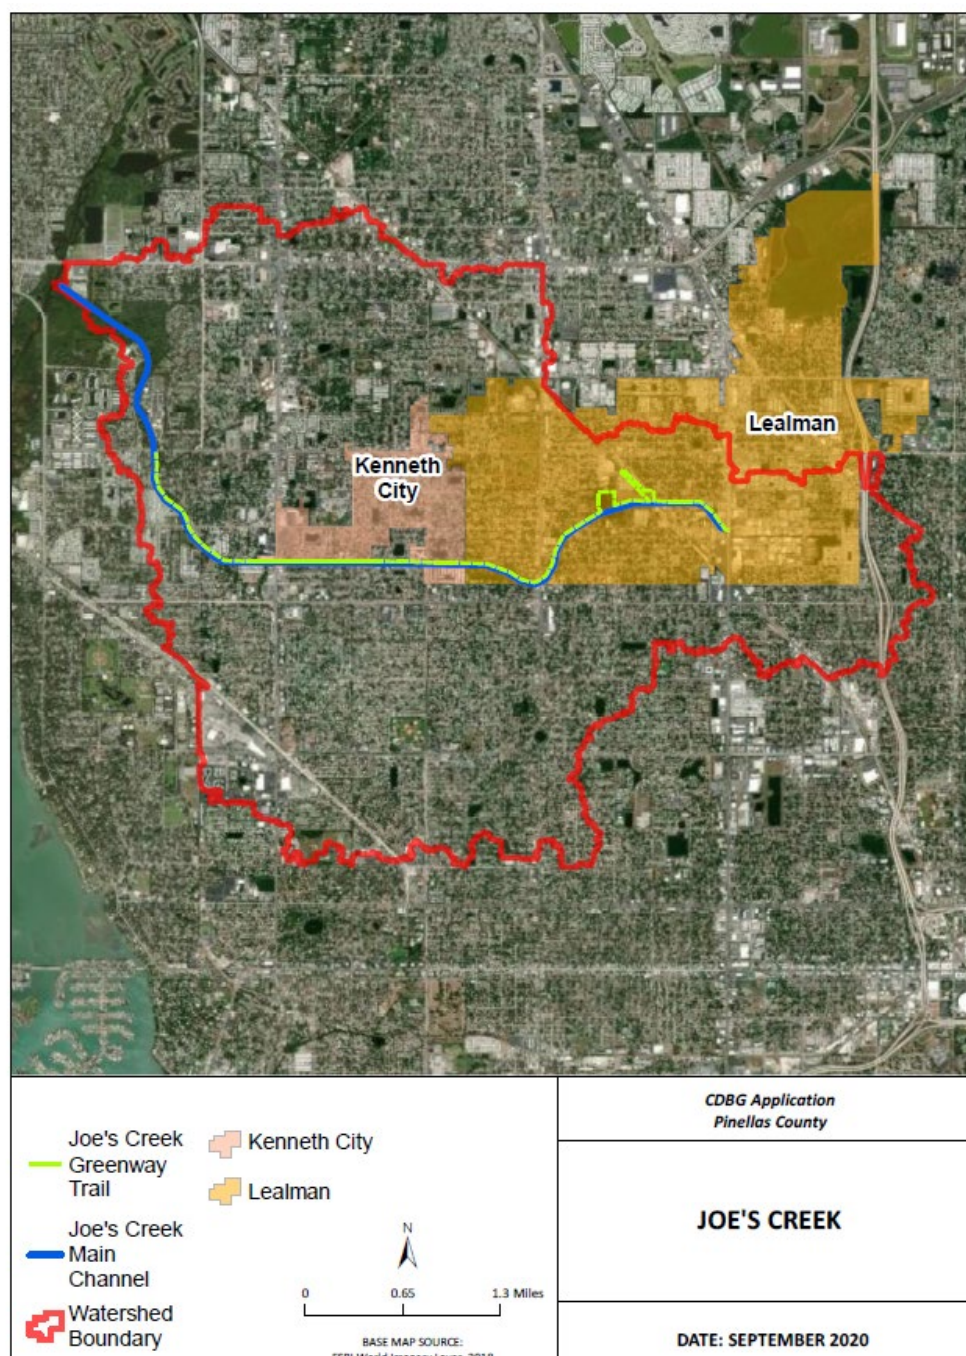 Lealman
Kenneth
City
Joe's Creek
Greenway
Trail
Joe's Creek
Main
Channel
Watershed
Boundary
Kenneth City
Lealman
N
0 0.65 1.3 Miles
BASE MAP SOURCE:
CDBG Application
Pinellas County
JOE'S CREEK
DATE: SEPTEMBER 2020